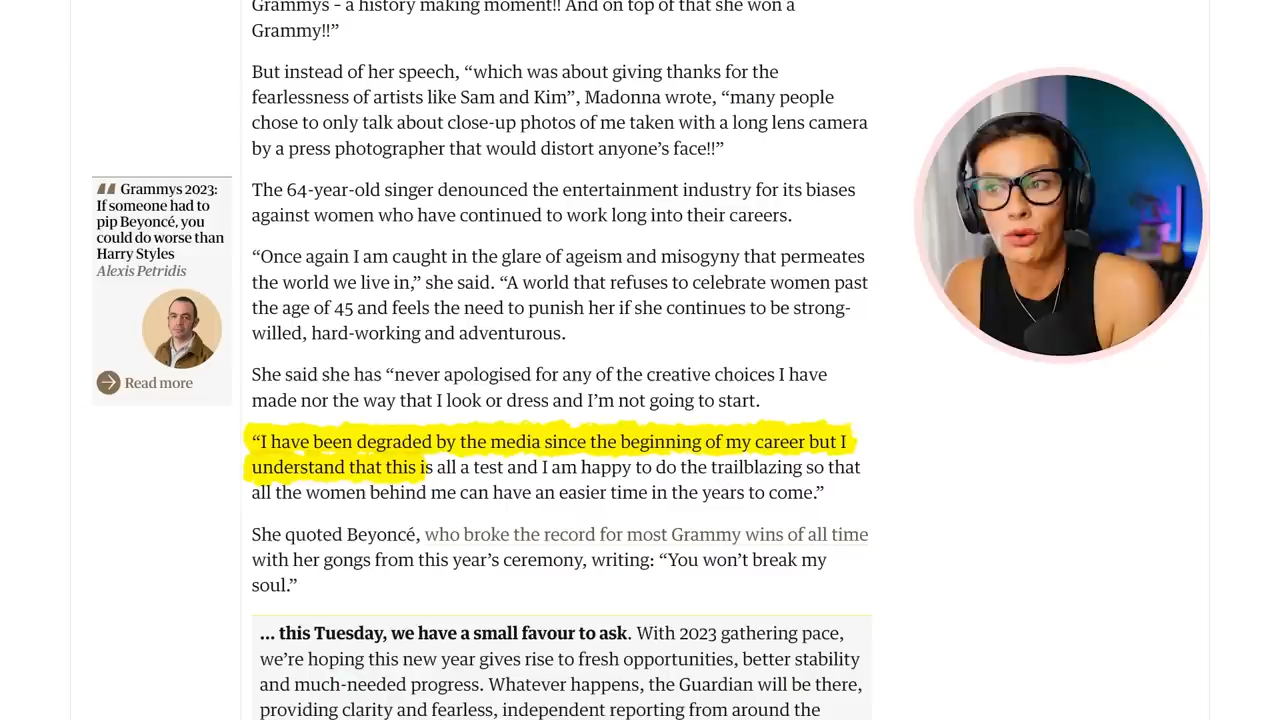 Grammys – a history making moment!! And on top of that she won a
Grammy!!”
But instead of her speech, “which was about giving thanks for the
fearlessness of artists like Sam and Kim”, Madonna wrote, “many people
chose to only talk about close-up photos of me taken with a long lens camera
by a press photographer that would distort anyone’s face!!”
The 64-year-old singer denounced the entertainment industry for its biases
against women who have continued to work long into their careers.
“Once again I am caught in the glare of ageism and misogyny that permeates
the world we live in,” she said. “A world that refuses to celebrate women past
the age of 45 and feels the need to punish her if she continues to be strong-
willed, hard-working and adventurous.
She said she has “never apologised for any of the creative choices I have
made nor the way that I look or dress and I’m not going to start.
“I have been degraded by the media since the beginning of my career but I
understand that this is all a test and I am happy to do the trailblazing so that
all the women behind me can have an easier time in the years to come.”
She quoted Beyoncé, who broke the record for most Grammy wins of all time
with her gongs from this year’s ceremony, writing: “You won’t break my
soul.”
... this Tuesday, we have a small favour to ask. With 2023 gathering pace,
we’re hoping this new year gives rise to fresh opportunities, better stability
and much-needed progress. Whatever happens, the Guardian will be there,
providing clarity and fearless, independent reporting from around the
Grammys 2023:
If someone had to
pip Beyoncé, you
could do worse than
Harry Styles
Alexis Petridis
Read more